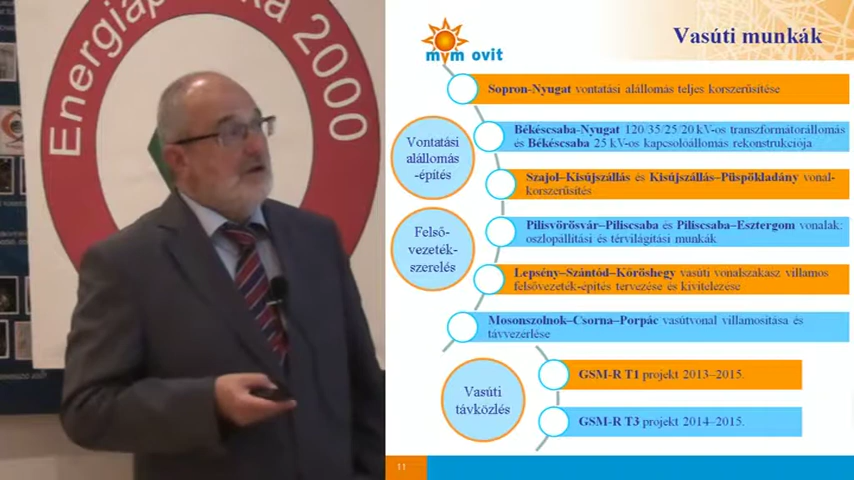 Energiap 2000
mvm ovit
Vasúti munkák
Sopron-Nyugat vontatási alállomás teljes korszerűsítése
Vontatási
alállomás
-építés
Békéscsaba-Nyugat 120/35/25/20 kV-os transzformátorállomás
és Békéscsaba 25 kV-os kapcsolóállomás rekonstrukciója
Szajol–Kisújszállás és Kisújszállás–Püspökladány vonal-
korszerűsítés
Felső-
vezeték-
szerelés
Pilisvörösvár–Piliscsaba és Piliscsaba–Esztergom vonalak:
oszlopállítási és térvilágítási munkák
Lepsény–Szántód–Kőröshegy vasúti vonalszakasz villamos
felsővezeték-építés tervezése és kivitelezése
Mosonszolnok–Csorna–Porpác vasútvonal villamosítása és
távvezérlése
Vasúti
távközlés
GSM-R T1 projekt 2013–2015.
GSM-R T3 projekt 2014–2015.
11